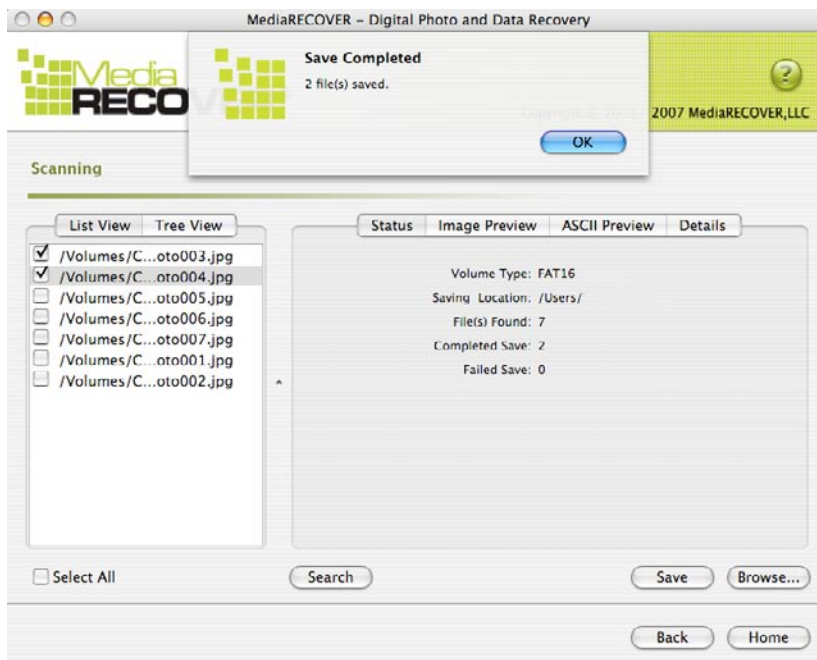 MediaRECOVER – Digital Photo and Data Recovery
Media
RECOV
Save Completed
2 file(s) saved.
OK
?
2007 MediaRECOVER,LLC
Scanning
List View Tree View
/Volumes/C...oto003.jpg
/Volumes/C...oto004.jpg
/Volumes/C...oto005.jpg
/Volumes/C...oto006.jpg
/Volumes/C...oto007.jpg
/Volumes/C...oto001.jpg
/Volumes/C...oto002.jpg
Status Image Preview ASCII Preview Details
Volume Type: FAT16
Saving Location: /Users/
File(s) Found: 7
Completed Save: 2
Failed Save: 0
Select All
Search
Save
Browse...
Back
Home